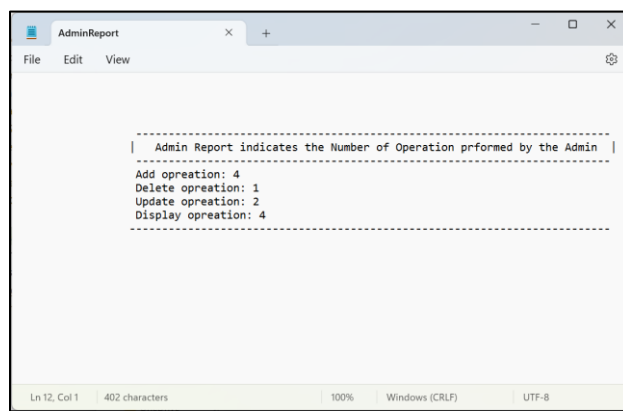 AdminReport
File Edit View
-----------------------------------------------------------------------
| Admin Report indicates the Number of Operation prformed by the Admin |
-----------------------------------------------------------------------
Add opreation: 4
Delete opreation: 1
Update opreation: 2
Display opreation: 4
------------------------------------------------------------------------
Ln 12, Col 1 402 characters 100% Windows (CRLF) UTF-8